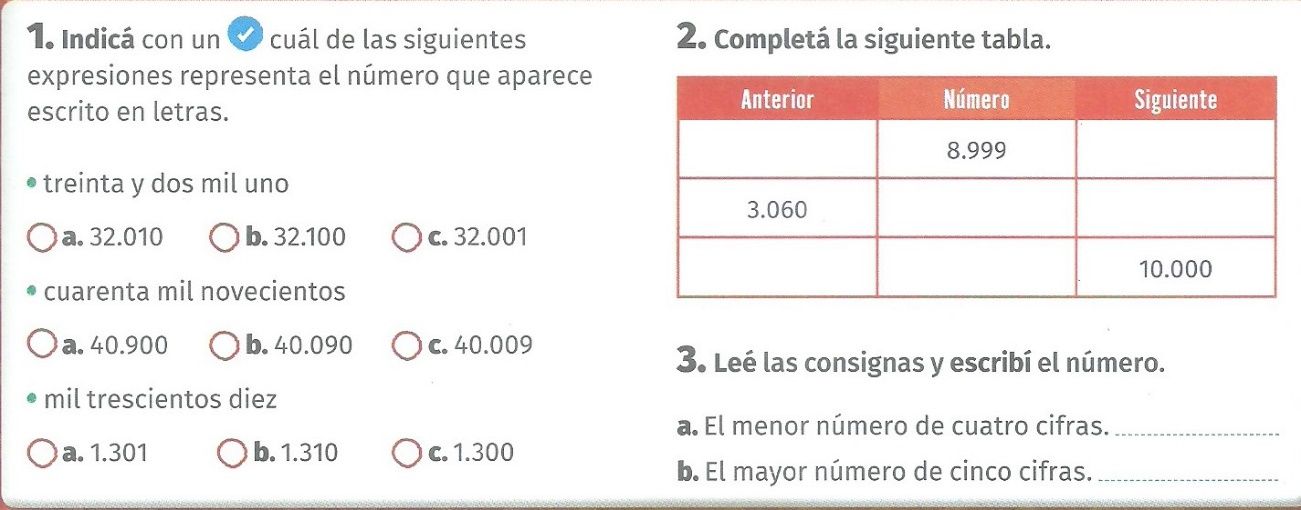 1. Indicá con un ✓ cuál de las siguientes
expresiones representa el número que aparece
escrito en letras.
• treinta y dos mil uno
a. 32.010 b. 32.100 c. 32.001
• cuarenta mil novecientos
a. 40.900 b. 40.090 c. 40.009
• mil trescientos diez
a. 1.301 b. 1.310 c. 1.300
2. Completá la siguiente tabla.
Anterior Número Siguiente
8.999
3.060
10.000
3. Leé las consignas y escribí el número.
a. El menor número de cuatro cifras.
b. El mayor número de cinco cifras.